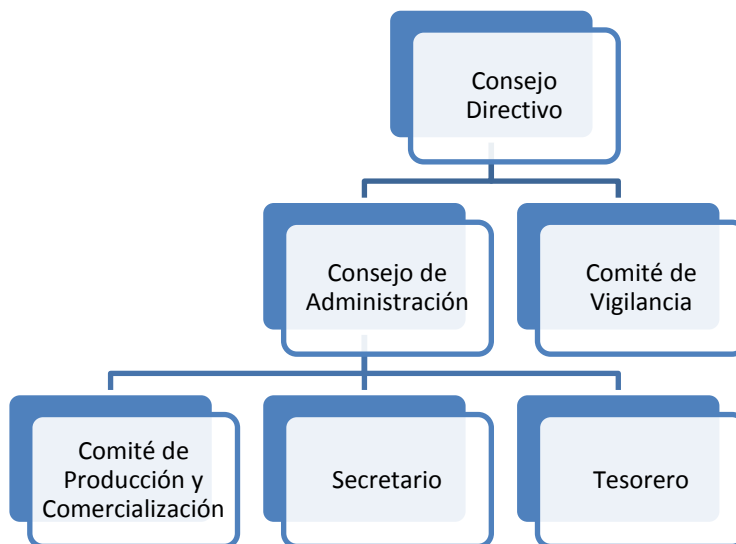 Consejo
Directivo
Consejo de
Administración
Comité de
Vigilancia
Comité de
Producción y
Comercialización
Secretario
Tesorero